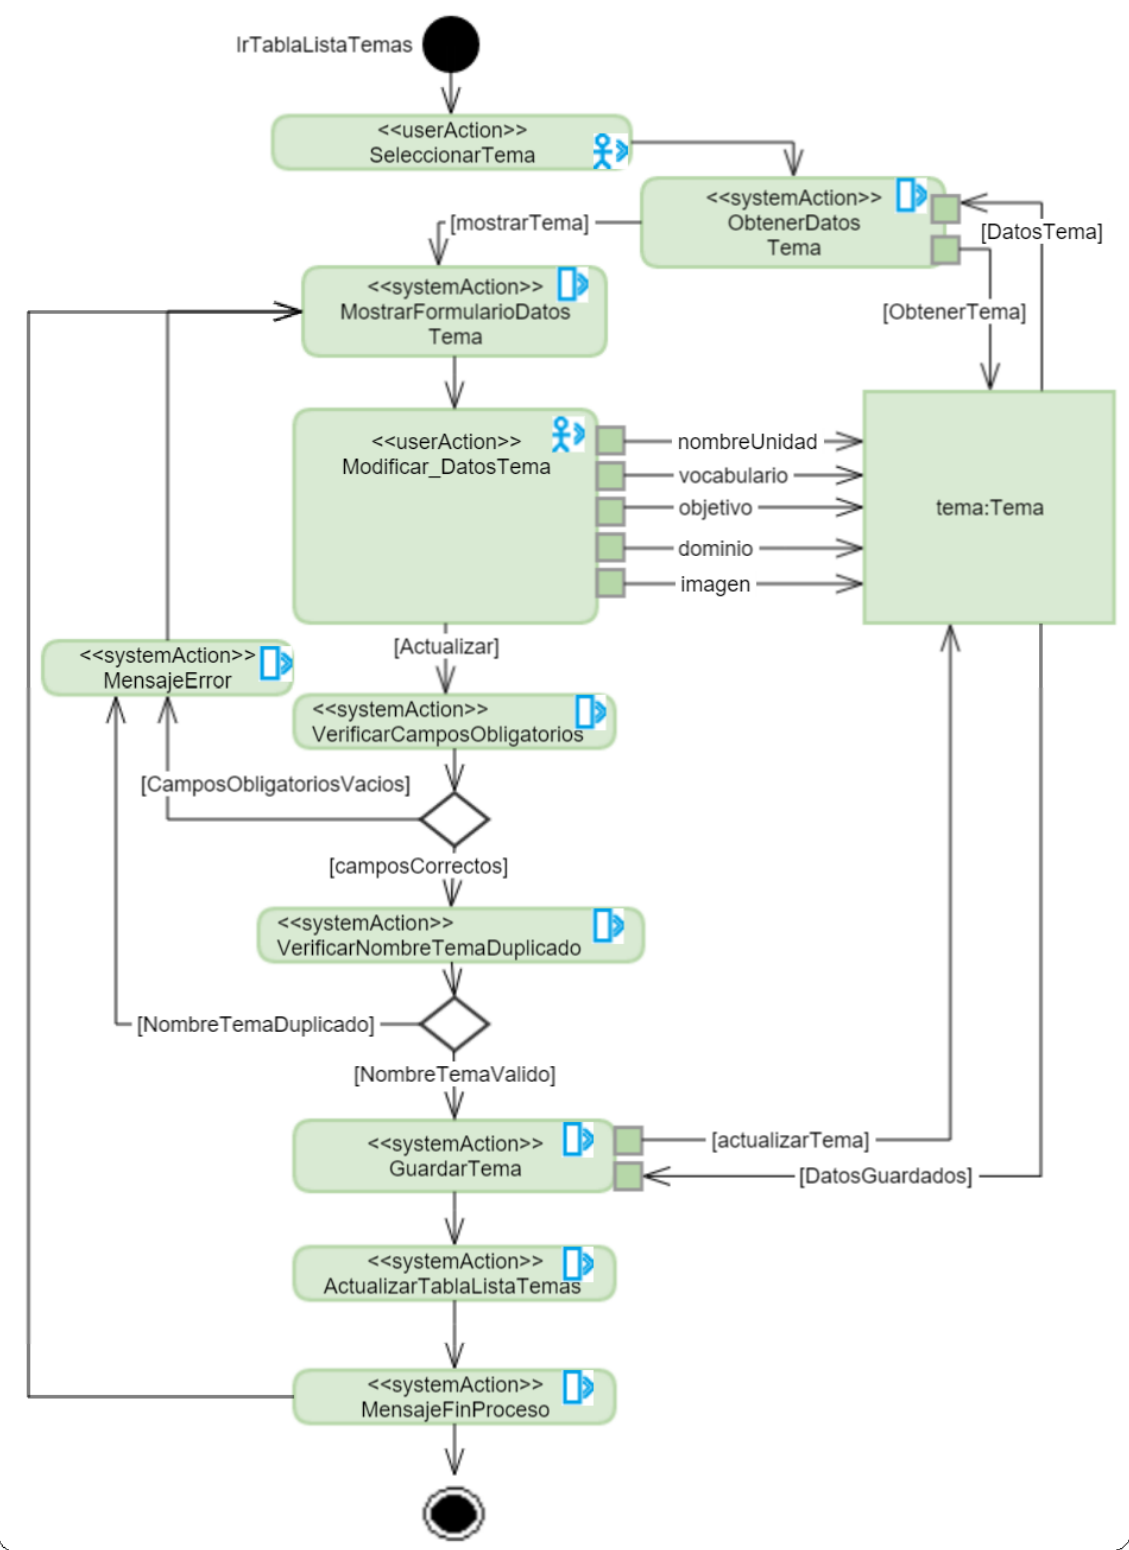 IrTablaListaTemas
<<userAction>>
SeleccionarTema
<<systemAction>>
ObtenerDatos
Tema
[mostrarTema]
[DatosTema]
<<systemAction>>
MostrarFormularioDatos
Tema
[ObtenerTema]
<<userAction>>
Modificar_DatosTema
nombreUnidad
vocabulario
objetivo
dominio
imagen
tema:Tema
[Actualizar]
<<systemAction>>
MensajeError
<<systemAction>>
VerificarCamposObligatorios
[CamposObligatoriosVacios]
[camposCorrectos]
<<systemAction>>
VerificarNombreTemaDuplicado
[NombreTemaDuplicado]
[NombreTemaValido]
<<systemAction>>
GuardarTema
[actualizarTema]
[DatosGuardados]
<<systemAction>>
ActualizarTablaListaTemas
<<systemAction>>
MensajeFinProceso